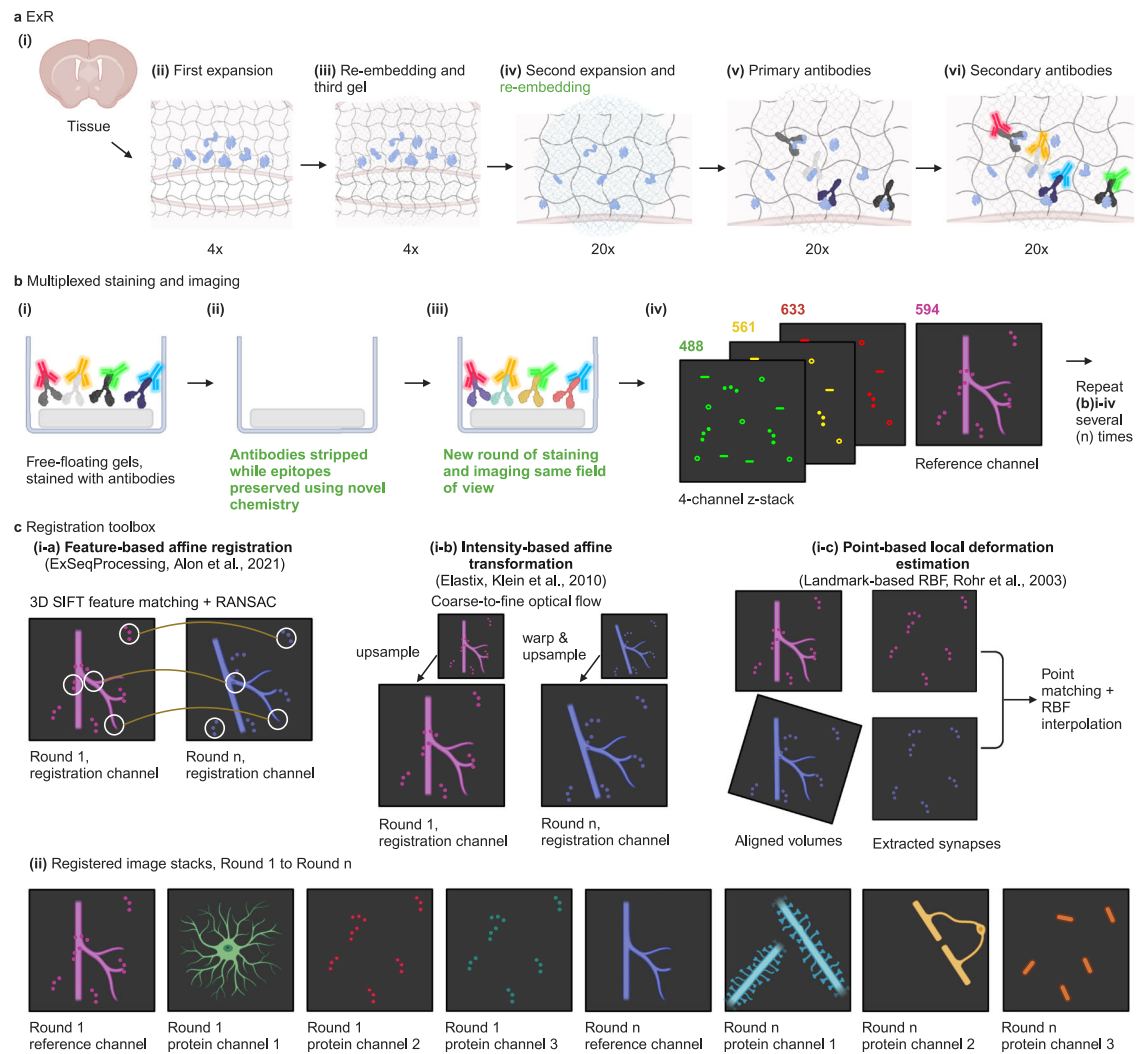 a ExR
(i)
Tissue
(ii) First expansion
4x
(iii) Re-embedding and
third gel
4x
(iv) Second expansion and
re-embedding
20x
(v) Primary antibodies
20x
(vi) Secondary antibodies
20x
b Multiplexed staining and imaging
(i)
Free-floating gels,
stained with antibodies
(ii)
Antibodies stripped
while epitopes
preserved using novel
chemistry
(iii)
New round of staining
and imaging same field
of view
(iv)
488
561
633
4-channel z-stack
594
Reference channel
Repeat
(b)i-iv
several
(n) times
c Registration toolbox
(i-a) Feature-based affine registration
(ExSeqProcessing, Alon et al., 2021)
3D SIFT feature matching + RANSAC
Round 1,
registration channel
Round n,
registration channel
(i-b) Intensity-based affine
transformation
(Elastix, Klein et al., 2010)
Coarse-to-fine optical flow
upsample
warp &
upsample
Round 1,
registration channel
Round n,
registration channel
(i-c) Point-based local deformation
estimation
(Landmark-based RBF, Rohr et al., 2003)
Aligned volumes
Extracted synapses
Point
matching +
RBF
interpolation
(ii) Registered image stacks, Round 1 to Round n
Round 1
reference channel
Round 1
protein channel 1
Round 1
protein channel 2
Round 1
protein channel 3
Round n
reference channel
Round n
protein channel 1
Round n
protein channel 2
Round n
protein channel 3